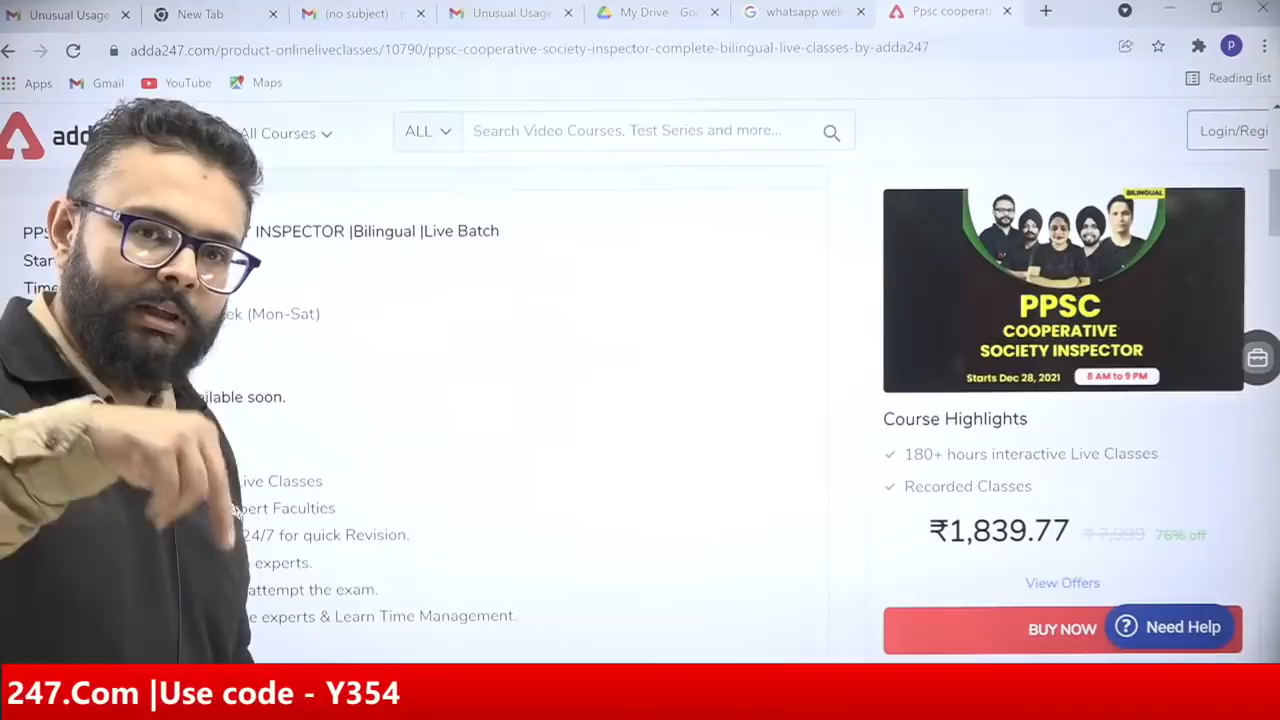 Unusual Usage
New Tab
(no subject)
Unusual Usage
My Drive
whatsapp web
Ppsc cooperati
adda247.com/product-onlineliveclasses/10790/ppsc-cooperative-society-inspector-complete-bilingual-live-classes-by-adda247
P
Apps
Gmail
YouTube
Maps
Reading list
add
All Courses
ALL
Search Video Courses, Test Series and more...
Login/Regi
PPS INSPECTOR |Bilingual |Live Batch
Star
Time
ek (Mon-Sat)
ilable soon.
ive Classes
pert Faculties
24/7 for quick Revision.
experts.
attempt the exam.
e experts & Learn Time Management.
BILINGUAL
PPSC
COOPERATIVE
SOCIETY INSPECTOR
Starts Dec 28, 2021
8 AM to 9 PM
Course Highlights
180+ hours interactive Live Classes
Recorded Classes
₹1,839.77 ₹ 7,999 76% off
View Offers
BUY NOW
Need Help
247.Com |Use code - Y354